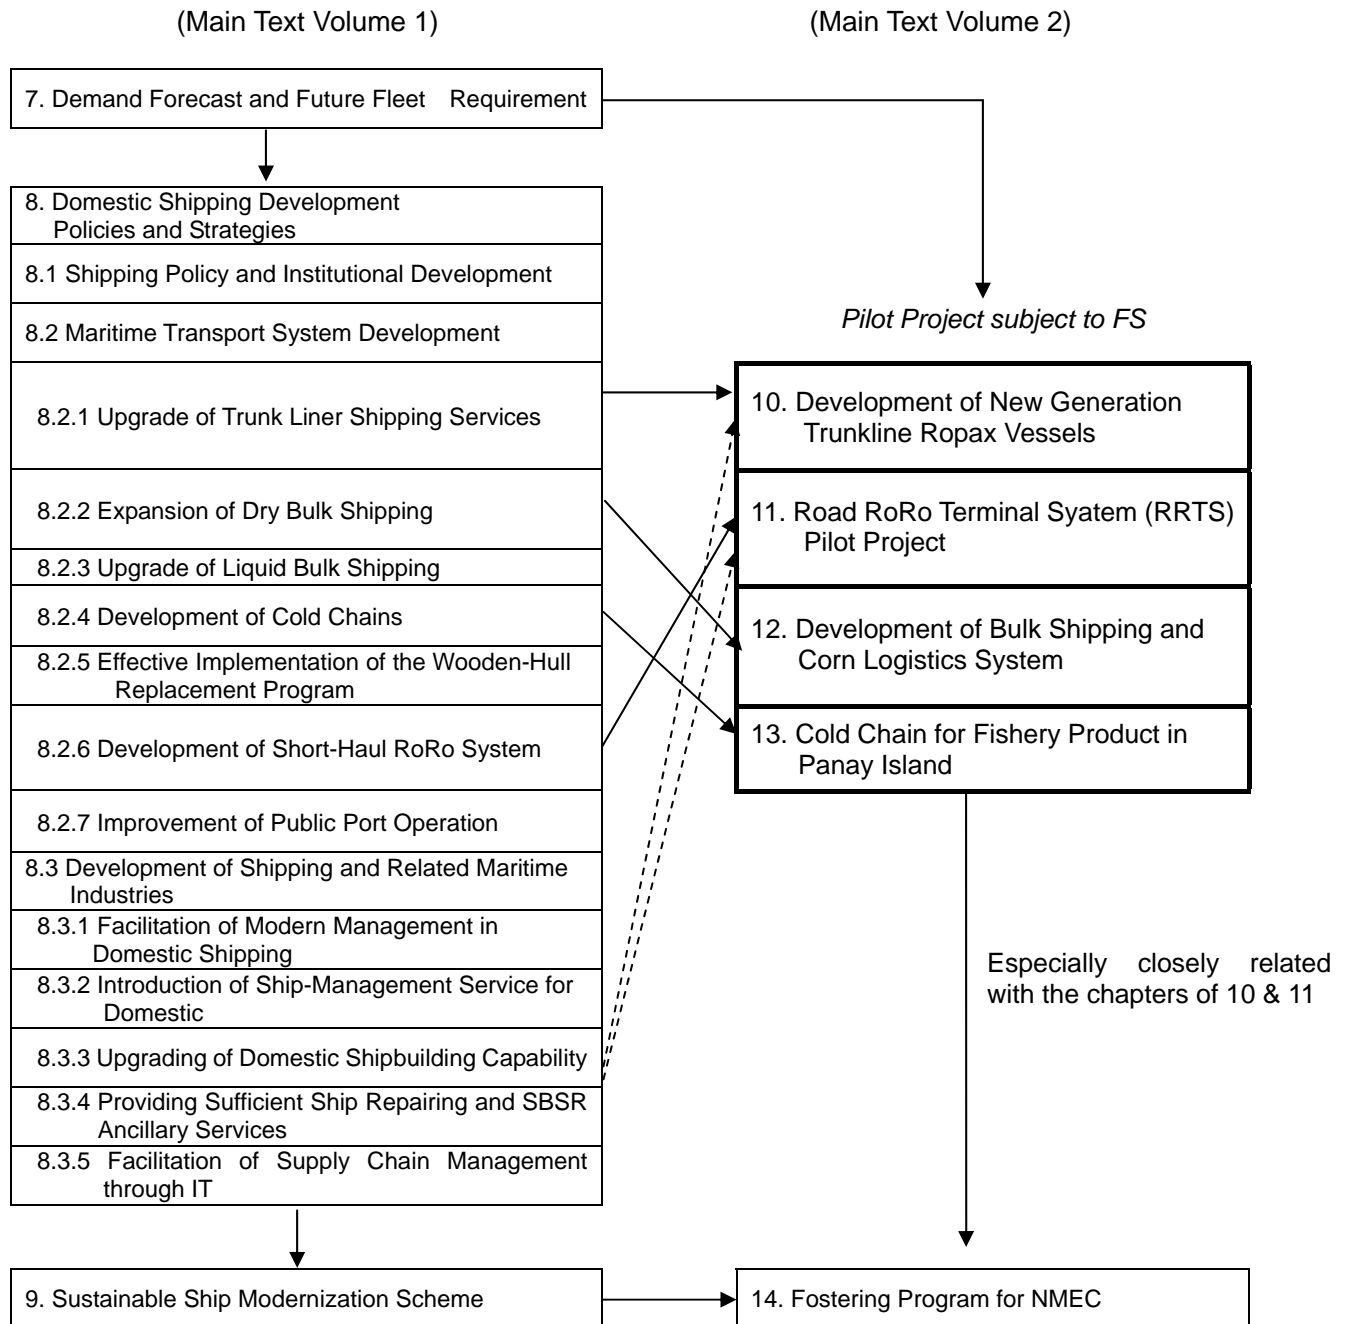 (Main Text Volume 1)
(Main Text Volume 2)
7. Demand Forecast and Future Fleet Requirement
8. Domestic Shipping Development
Policies and Strategies
8.1 Shipping Policy and Institutional Development
8.2 Maritime Transport System Development
8.2.1 Upgrade of Trunk Liner Shipping Services
8.2.2 Expansion of Dry Bulk Shipping
8.2.3 Upgrade of Liquid Bulk Shipping
8.2.4 Development of Cold Chains
8.2.5 Effective Implementation of the Wooden-Hull
Replacement Program
8.2.6 Development of Short-Haul RoRo System
8.2.7 Improvement of Public Port Operation
8.3 Development of Shipping and Related Maritime
Industries
8.3.1 Facilitation of Modern Management in
Domestic Shipping
8.3.2 Introduction of Ship-Management Service for
Domestic
8.3.3 Upgrading of Domestic Shipbuilding Capability
8.3.4 Providing Sufficient Ship Repairing and SBSR
Ancillary Services
8.3.5 Facilitation of Supply Chain Management
through IT
9. Sustainable Ship Modernization Scheme
Pilot Project subject to FS
10. Development of New Generation
Trunkline Ropax Vessels
11. Road RoRo Terminal Syatem (RRTS)
Pilot Project
12. Development of Bulk Shipping and
Corn Logistics System
13. Cold Chain for Fishery Product in
Panay Island
Especially closely related
with the chapters of 10 & 11
14. Fostering Program for NMEC